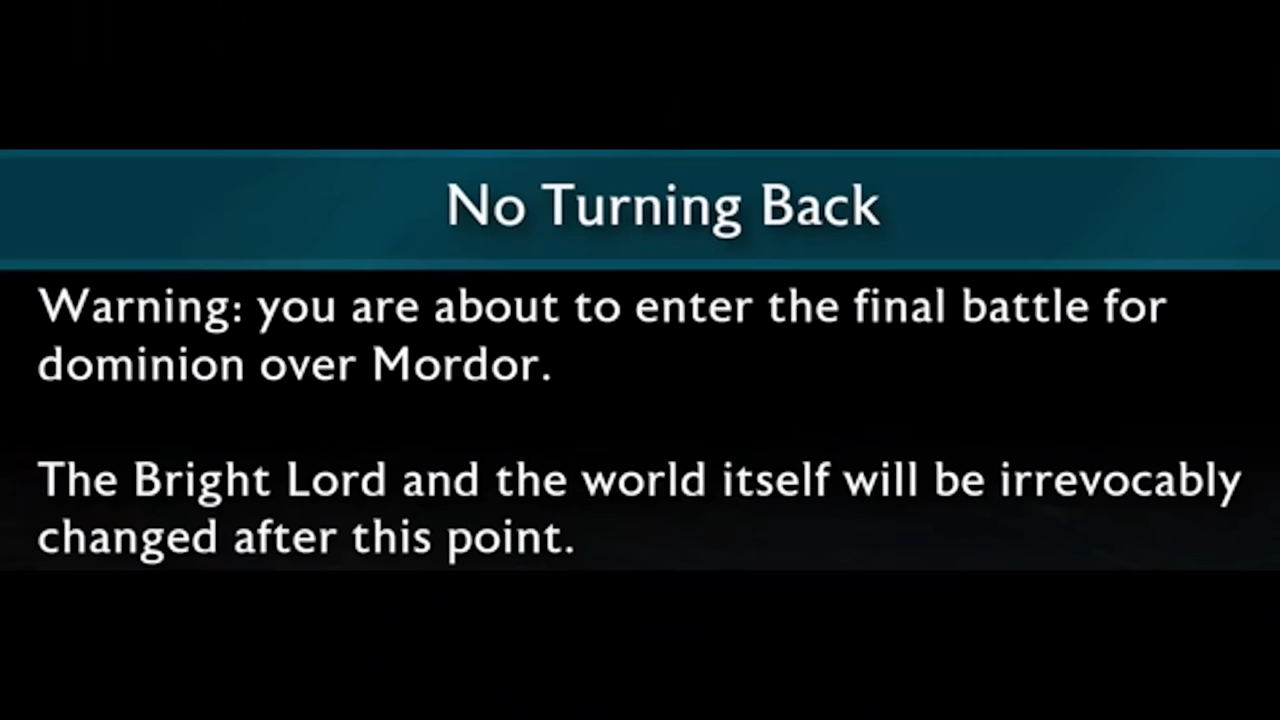 No Turning Back
Warning: you are about to enter the final battle for
dominion over Mordor.
The Bright Lord and the world itself will be irrevocably
changed after this point.